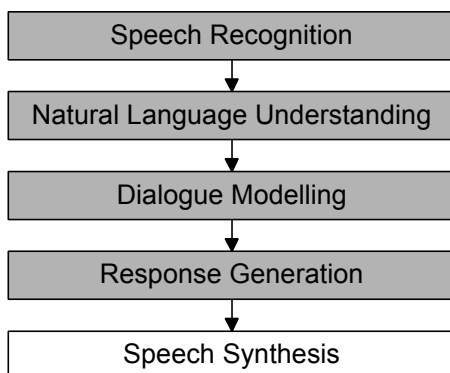 Speech Recognition
Natural Language Understanding
Dialogue Modelling
Response Generation
Speech Synthesis